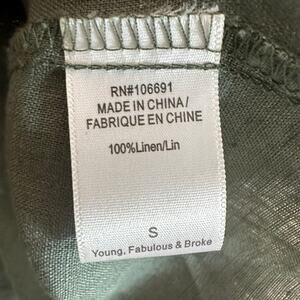 RN#106691
MADE IN CHINA/
FABRIQUE EN CHINE
100%Linen/Lin
S
Young, Fabulous & Broke